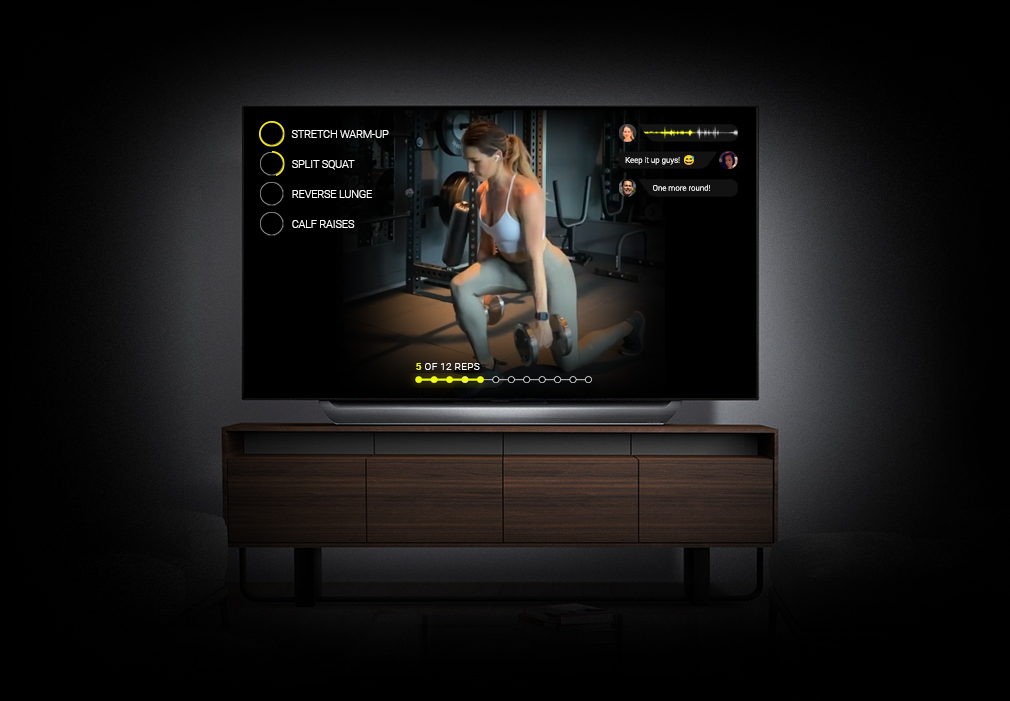 STRETCH WARM-UP
SPLIT SQUAT
REVERSE LUNGE
CALF RAISES
Keep it up guys! 😅
One more round!
5 OF 12 REPS